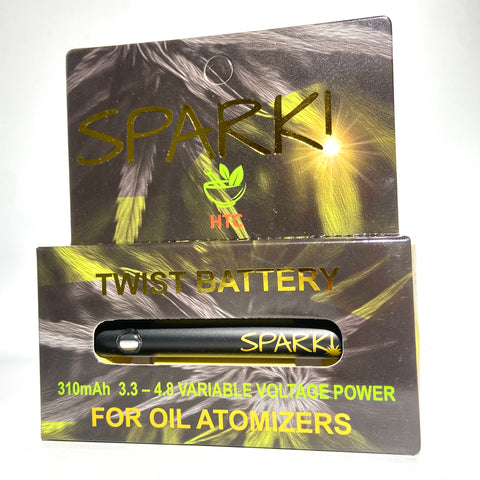 SPARK!
HTC
TWIST BATTERY
SPARK!
310mAh 3.3 – 4.8 VARIABLE VOLTAGE POWER
FOR OIL ATOMIZERS